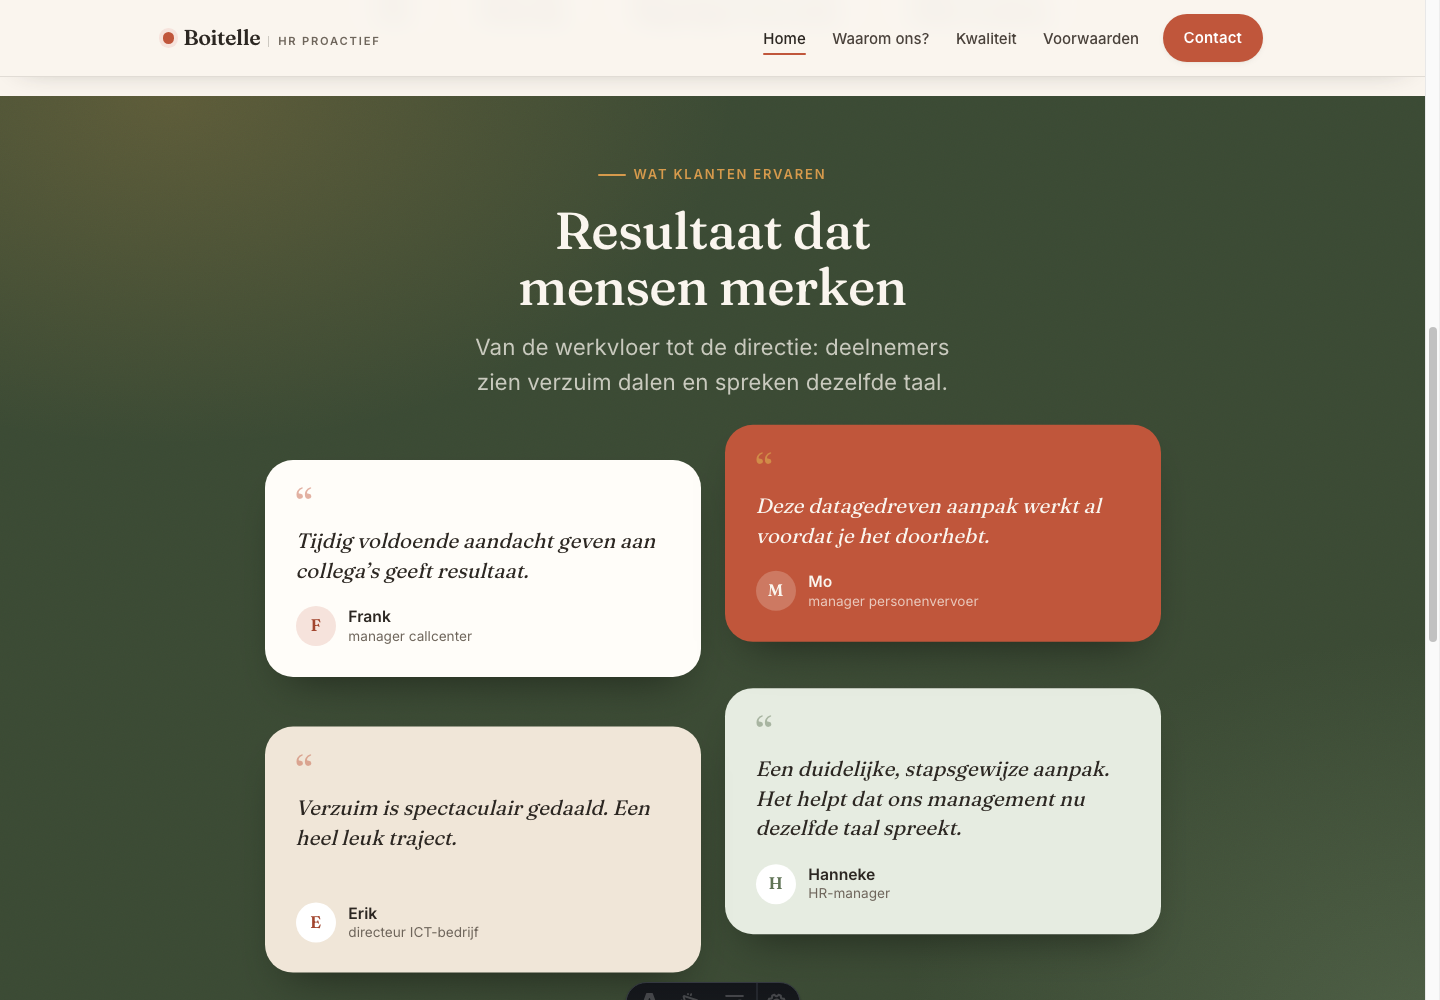 Boitelle | HR PROACTIEF
Home
Waarom ons?
Kwaliteit
Voorwaarden
Contact
WAT KLANTEN ERVAREN
Resultaat dat
mensen merken
Van de werkvloer tot de directie: deelnemers
zien verzuim dalen en spreken dezelfde taal.
“
Tijdig voldoende aandacht geven aan
collega’s geeft resultaat.
F
Frank
manager callcenter
“
Deze datagedreven aanpak werkt al
voordat je het doorhebt.
M
Mo
manager personenvervoer
“
Verzuim is spectaculair gedaald. Een
heel leuk traject.
E
Erik
directeur ICT-bedrijf
“
Een duidelijke, stapsgewijze aanpak.
Het helpt dat ons management nu
dezelfde taal spreekt.
H
Hanneke
HR-manager